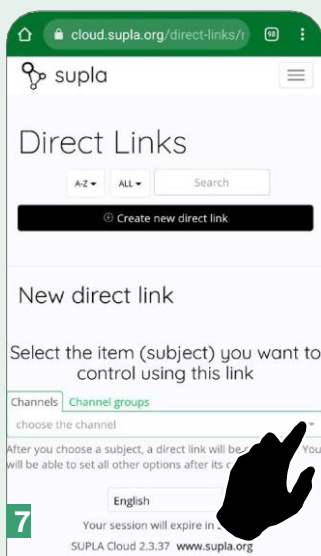 cloud.supla.org/direct-links/r 98
supla
Direct Links
A-Z ALL Search
Create new direct link
New direct link
Select the item (subject) you want to
control using this link
Channels Channel groups
choose the channel
After you choose a subject, a direct link will be You
will be able to set all other options after its
English
7
Your session will expire in
SUPLA Cloud 2.3.37 www.supla.org